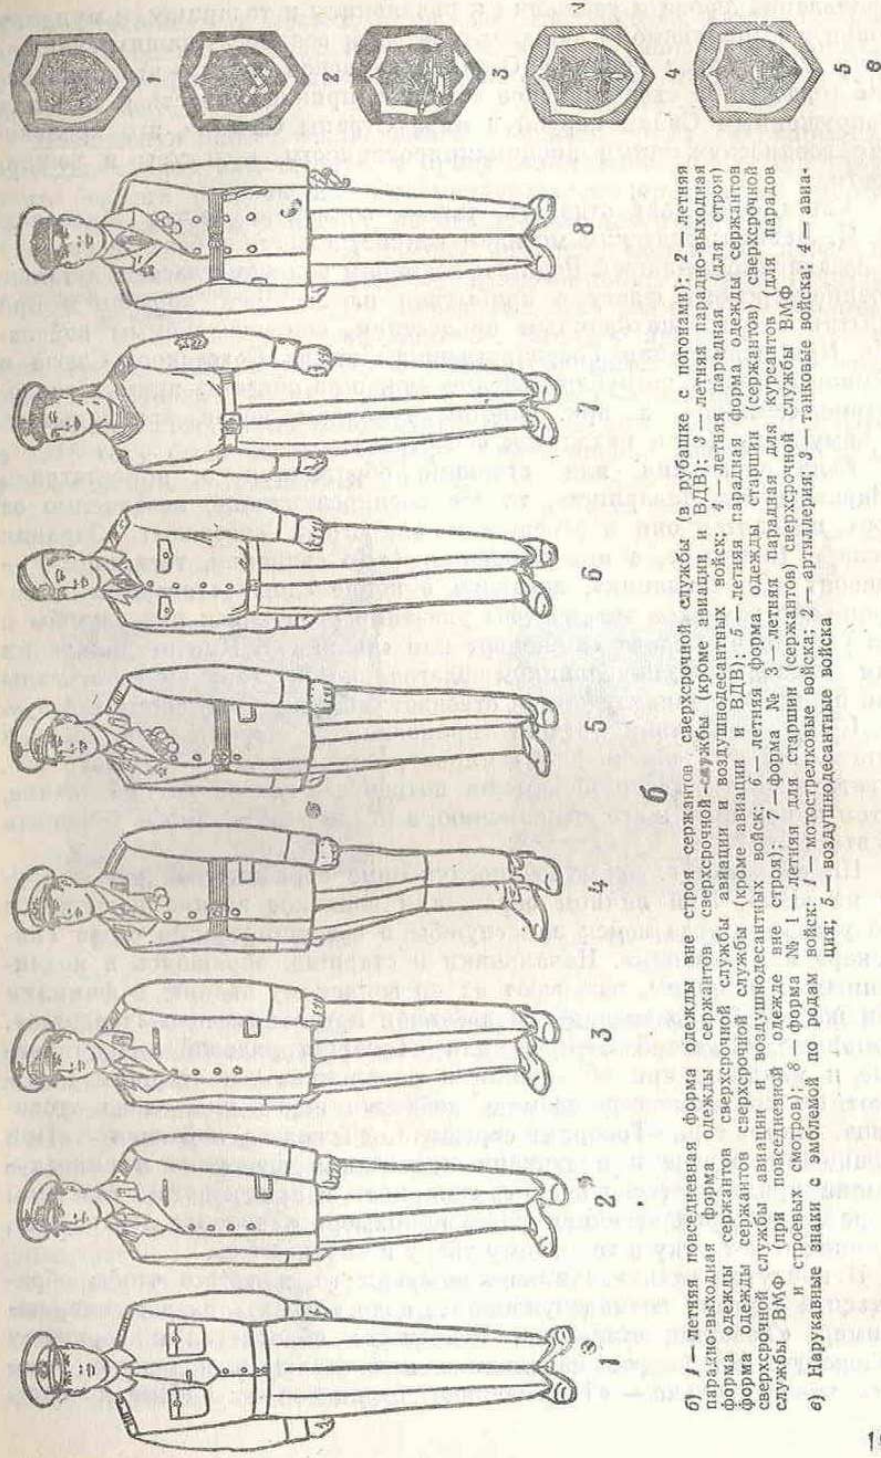 1
2
3
4
5
6
7
8
1
2
3
4
5
б
в
б) 1 — летняя повседневная форма одежды вне строя сержантов сверхсрочной службы (в рубашке с погонами); 2 — летняя
парадно-выходная форма одежды сержантов сверхсрочной службы (кроме авиации и ВДВ); 3 — летняя парадно-выходная
форма одежды сержантов сверхсрочной службы авиации и воздушнодесантных войск; 4 — летняя парадная (для строя)
форма одежды сержантов сверхсрочной службы (кроме авиации и ВДВ); 5 — летняя парадная форма одежды сержантов
сверхсрочной службы авиации и воздушнодесантных войск; 6 — летняя форма одежды старшин (сержантов) сверхсрочной
службы ВМФ (при повседневной одежде вне строя); 7 — форма № 3 — летняя парадная для курсантов (для парадов
и строевых смотров); 8 — форма № 1 — летняя для старшин (сержантов) сверхсрочной службы ВМФ
в) Нарукавные знаки с эмблемой по родам войск: 1 — мотострелковые войска; 2 — артиллерия; 3 — танковые войска; 4 — авиа-
ция; 5 — воздушнодесантные войска